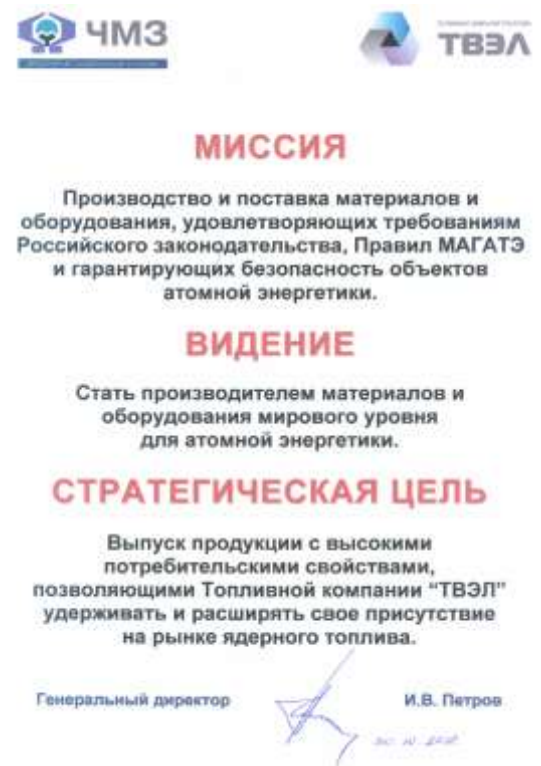 ЧМЗ
ТВЭЛ
МИССИЯ
Производство и поставка материалов и
оборудования, удовлетворяющих требованиям
Российского законодательства, Правил МАГАТЭ
и гарантирующих безопасность объектов
атомной энергетики.
ВИДЕНИЕ
Стать производителем материалов и
оборудования мирового уровня
для атомной энергетики.
СТРАТЕГИЧЕСКАЯ ЦЕЛЬ
Выпуск продукции с высокими
потребительскими свойствами,
позволяющими Топливной компании “ТВЭЛ”
удерживать и расширять свое присутствие
на рынке ядерного топлива.
Генеральный директор И.В. Петров